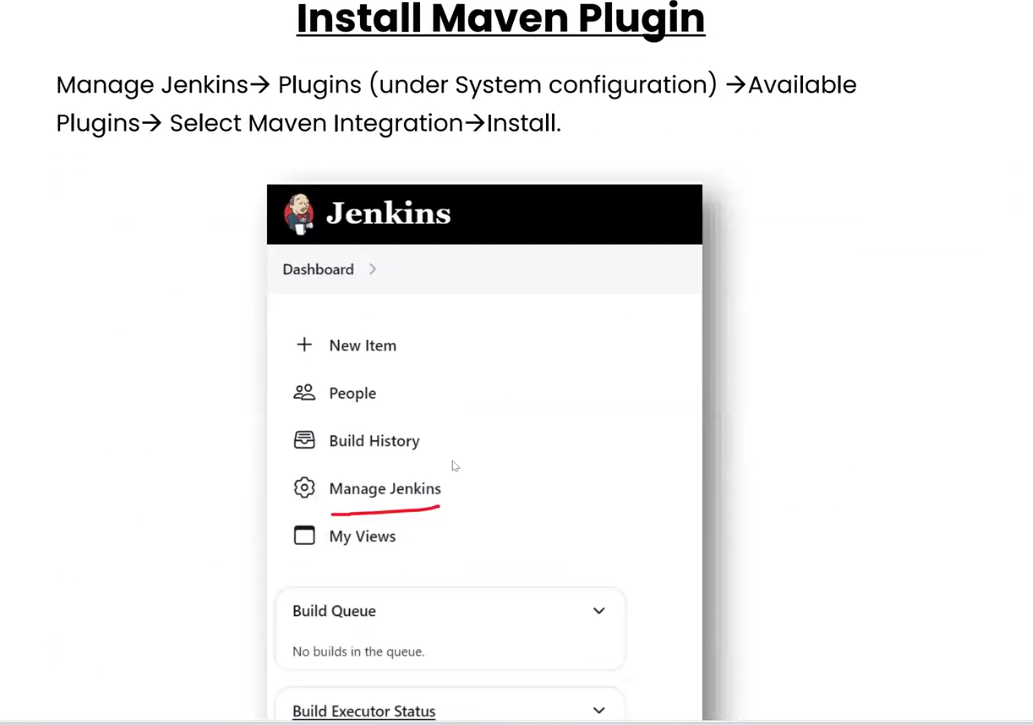 Install Maven Plugin
Manage Jenkins→ Plugins (under System configuration) →Available
Plugins→ Select Maven Integration→Install.
Jenkins
Dashboard >
New Item
People
Build History
Manage Jenkins
My Views
Build Queue
No builds in the queue.
Build Executor Status